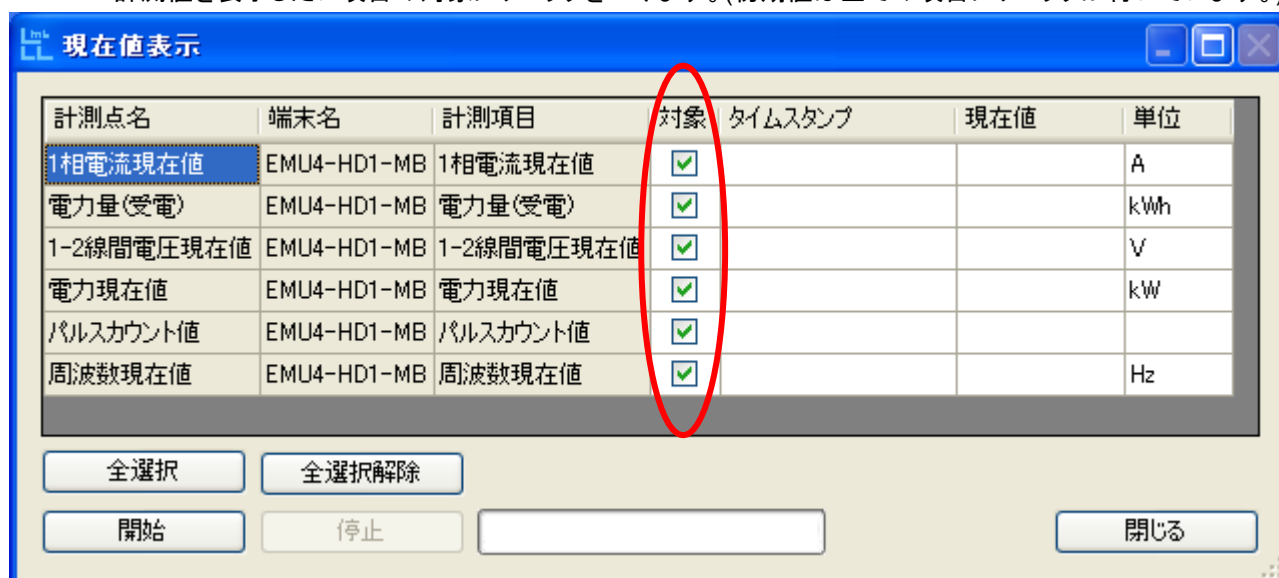 現在値表示
計測点名 端末名 計測項目 対象 タイムスタンプ 現在値 単位
1相電流現在値 EMU4-HD1-MB 1相電流現在値 A
電力量(受電) EMU4-HD1-MB 電力量(受電) kWh
1-2線間電圧現在値 EMU4-HD1-MB 1-2線間電圧現在値 V
電力現在値 EMU4-HD1-MB 電力現在値 kW
パルスカウント値 EMU4-HD1-MB パルスカウント値
周波数現在値 EMU4-HD1-MB 周波数現在値 Hz
全選択 全選択解除
開始 停止 閉じる